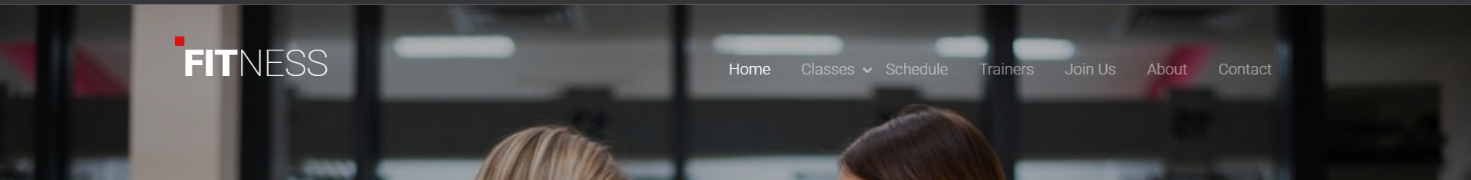 FITNESS
Home Classes Schedule Trainers Join Us About Contact